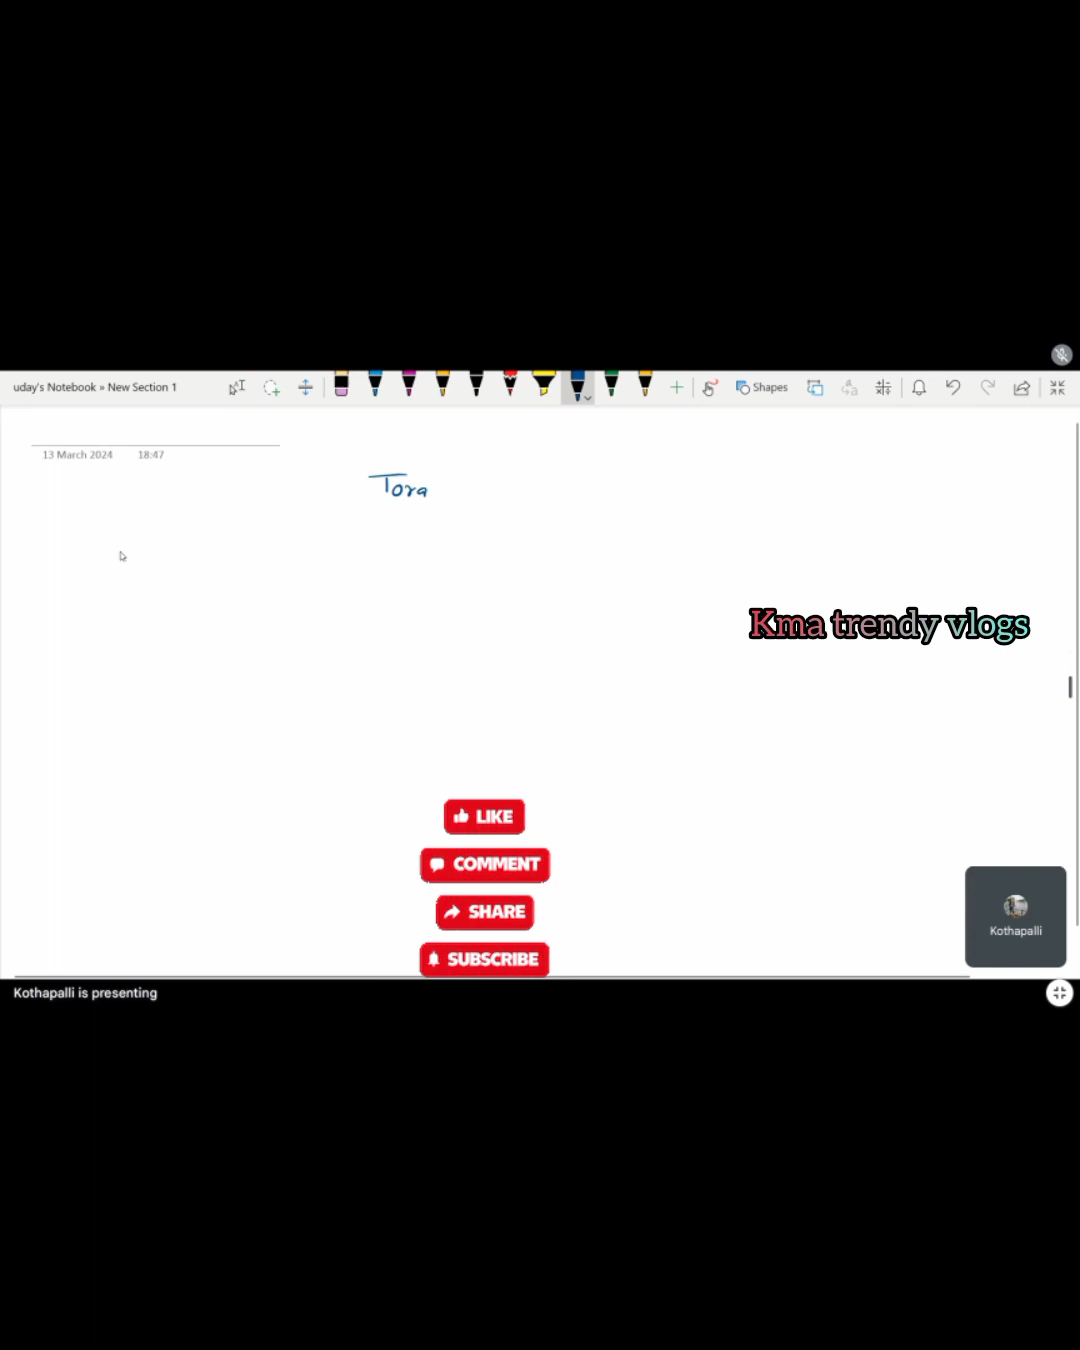 uday's Notebook » New Section 1
Shapes
13 March 2024 18:47
Tora
Kma trendy vlogs
LIKE
COMMENT
SHARE
SUBSCRIBE
Kothapalli
Kothapalli is presenting